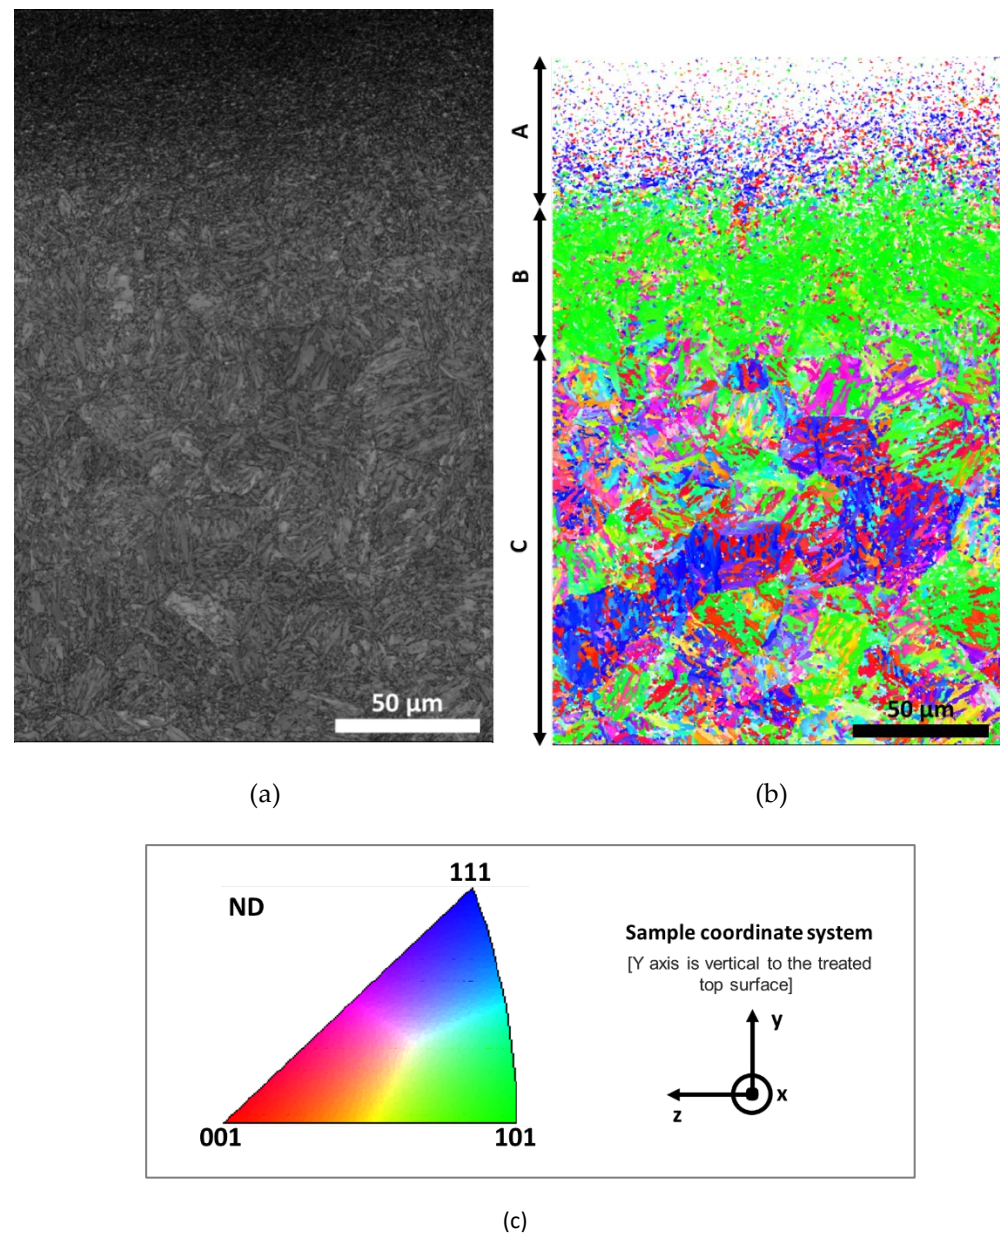 A
B
C
50 µm
50 µm
(a)
(b)
ND
111
001
101
Sample coordinate system
[Y axis is vertical to the treated
top surface]
y
x
z
(c)